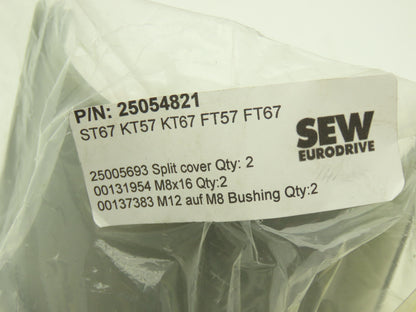 P/N: 25054821
ST67 KT57 KT67 FT57 FT67
SEW
EURODRIVE
25005693 Split cover Qty: 2
00131954 M8x16 Qty:2
00137383 M12 auf M8 Bushing Qty:2